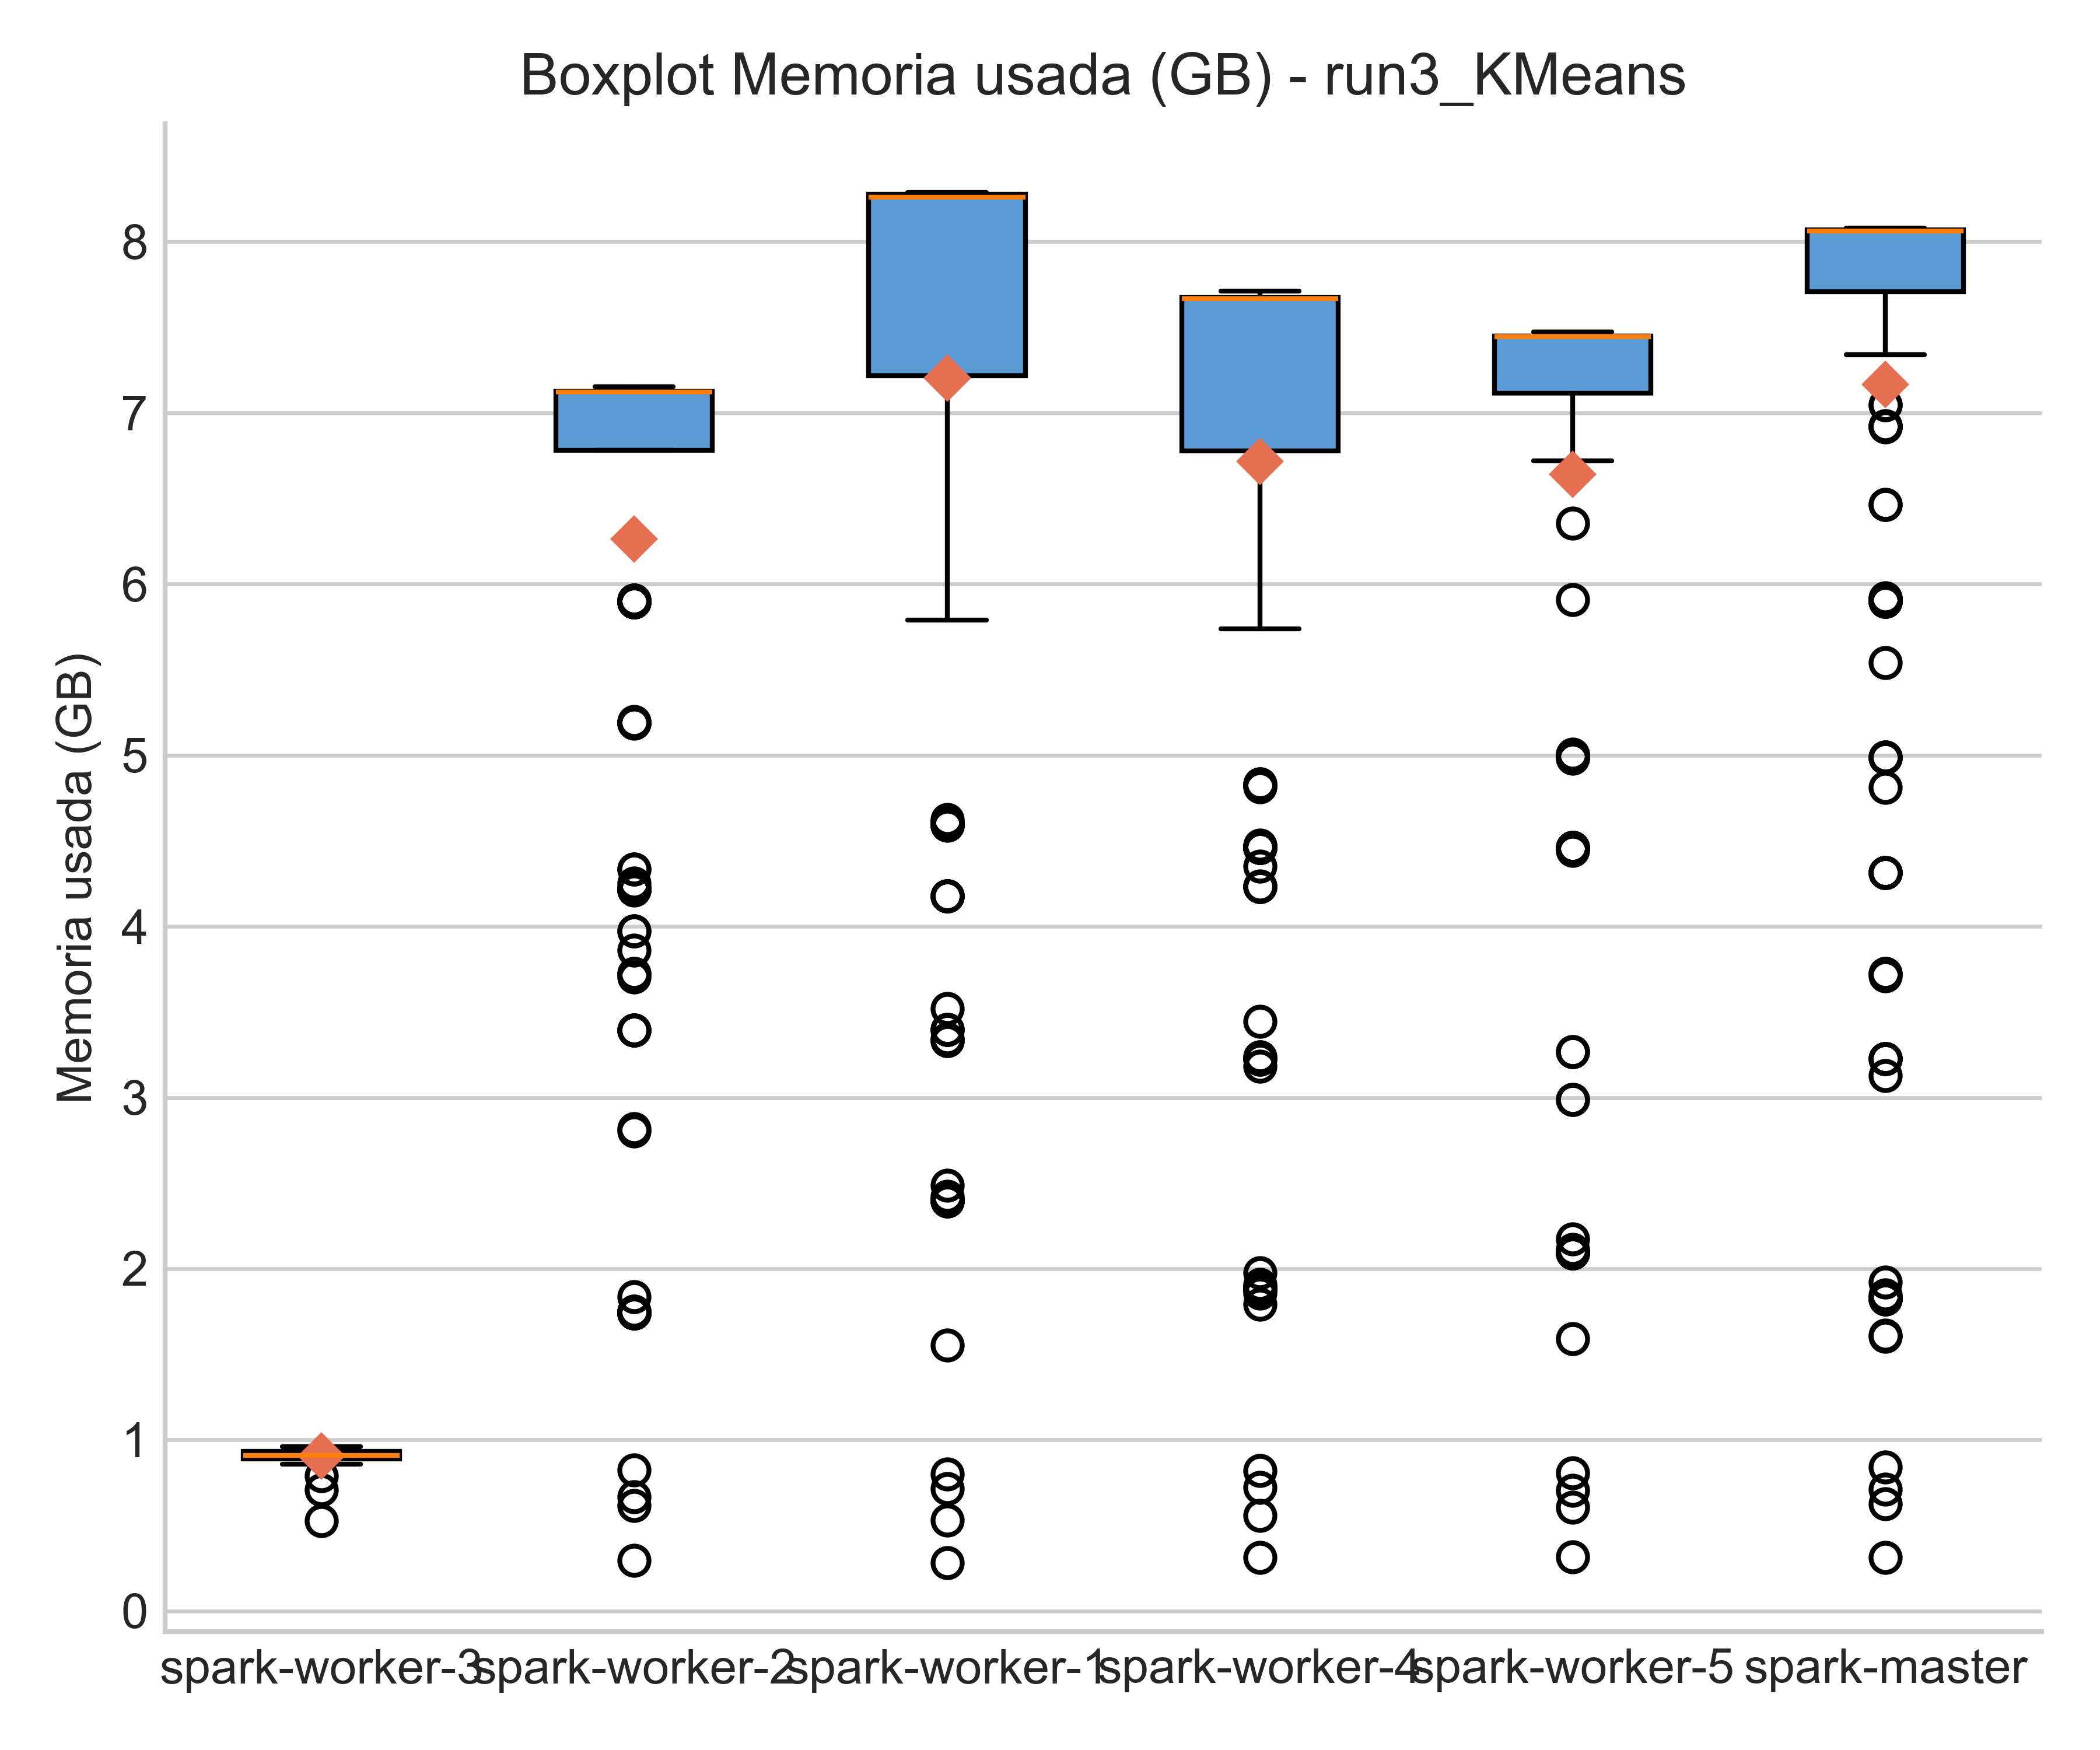 Boxplot Memoria usada (GB) - run3_KMeans
Memoria usada (GB)
8
7
6
5
4
3
2
1
0
spark-worker-3
spark-worker-2
spark-worker-1
spark-worker-4
spark-worker-5
spark-master